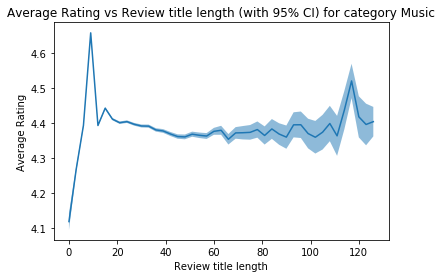 Average Rating vs Review title length (with 95% CI) for category Music
4.6
4.5
4.4
4.3
4.2
4.1
Average Rating
0 20 40 60 80 100 120
Review title length